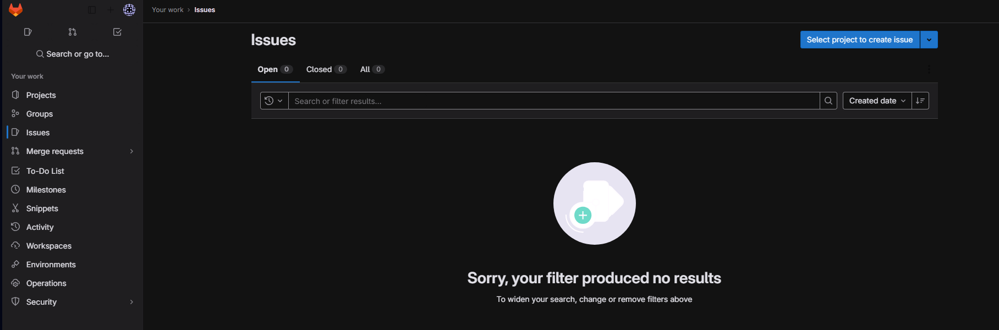 Your work › Issues
Search or go to...
Your work
Projects
Groups
Issues
Merge requests
To-Do List
Milestones
Snippets
Activity
Workspaces
Environments
Operations
Security
Issues
Select project to create issue
Open 0 Closed 0 All 0
Search or filter results...
Created date
Sorry, your filter produced no results
To widen your search, change or remove filters above